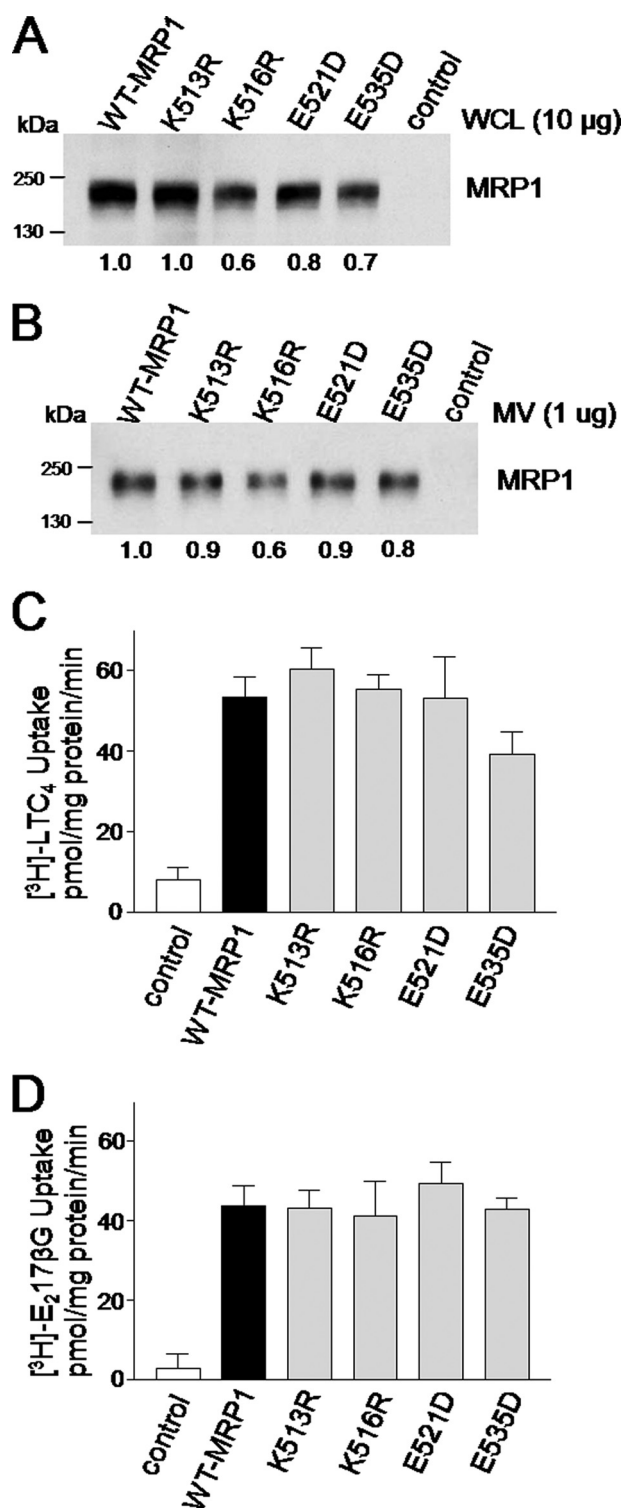 A
WT-MRP1 K513R K516R E521D E535D control
kDa WCL (10 µg)
250
MRP1
130
1.0 1.0 0.6 0.8 0.7
B
WT-MRP1 K513R K516R E521D E535D control
kDa MV (1 ug)
250
MRP1
130
1.0 0.9 0.6 0.9 0.8
C
[³H]-LTC₄ Uptake
pmol/mg protein/min
60
40
20
0
control WT-MRP1 K513R K516R E521D E535D
D
[³H]-E₂17βG Uptake
pmol/mg protein/min
60
40
20
0
control WT-MRP1 K513R K516R E521D E535D